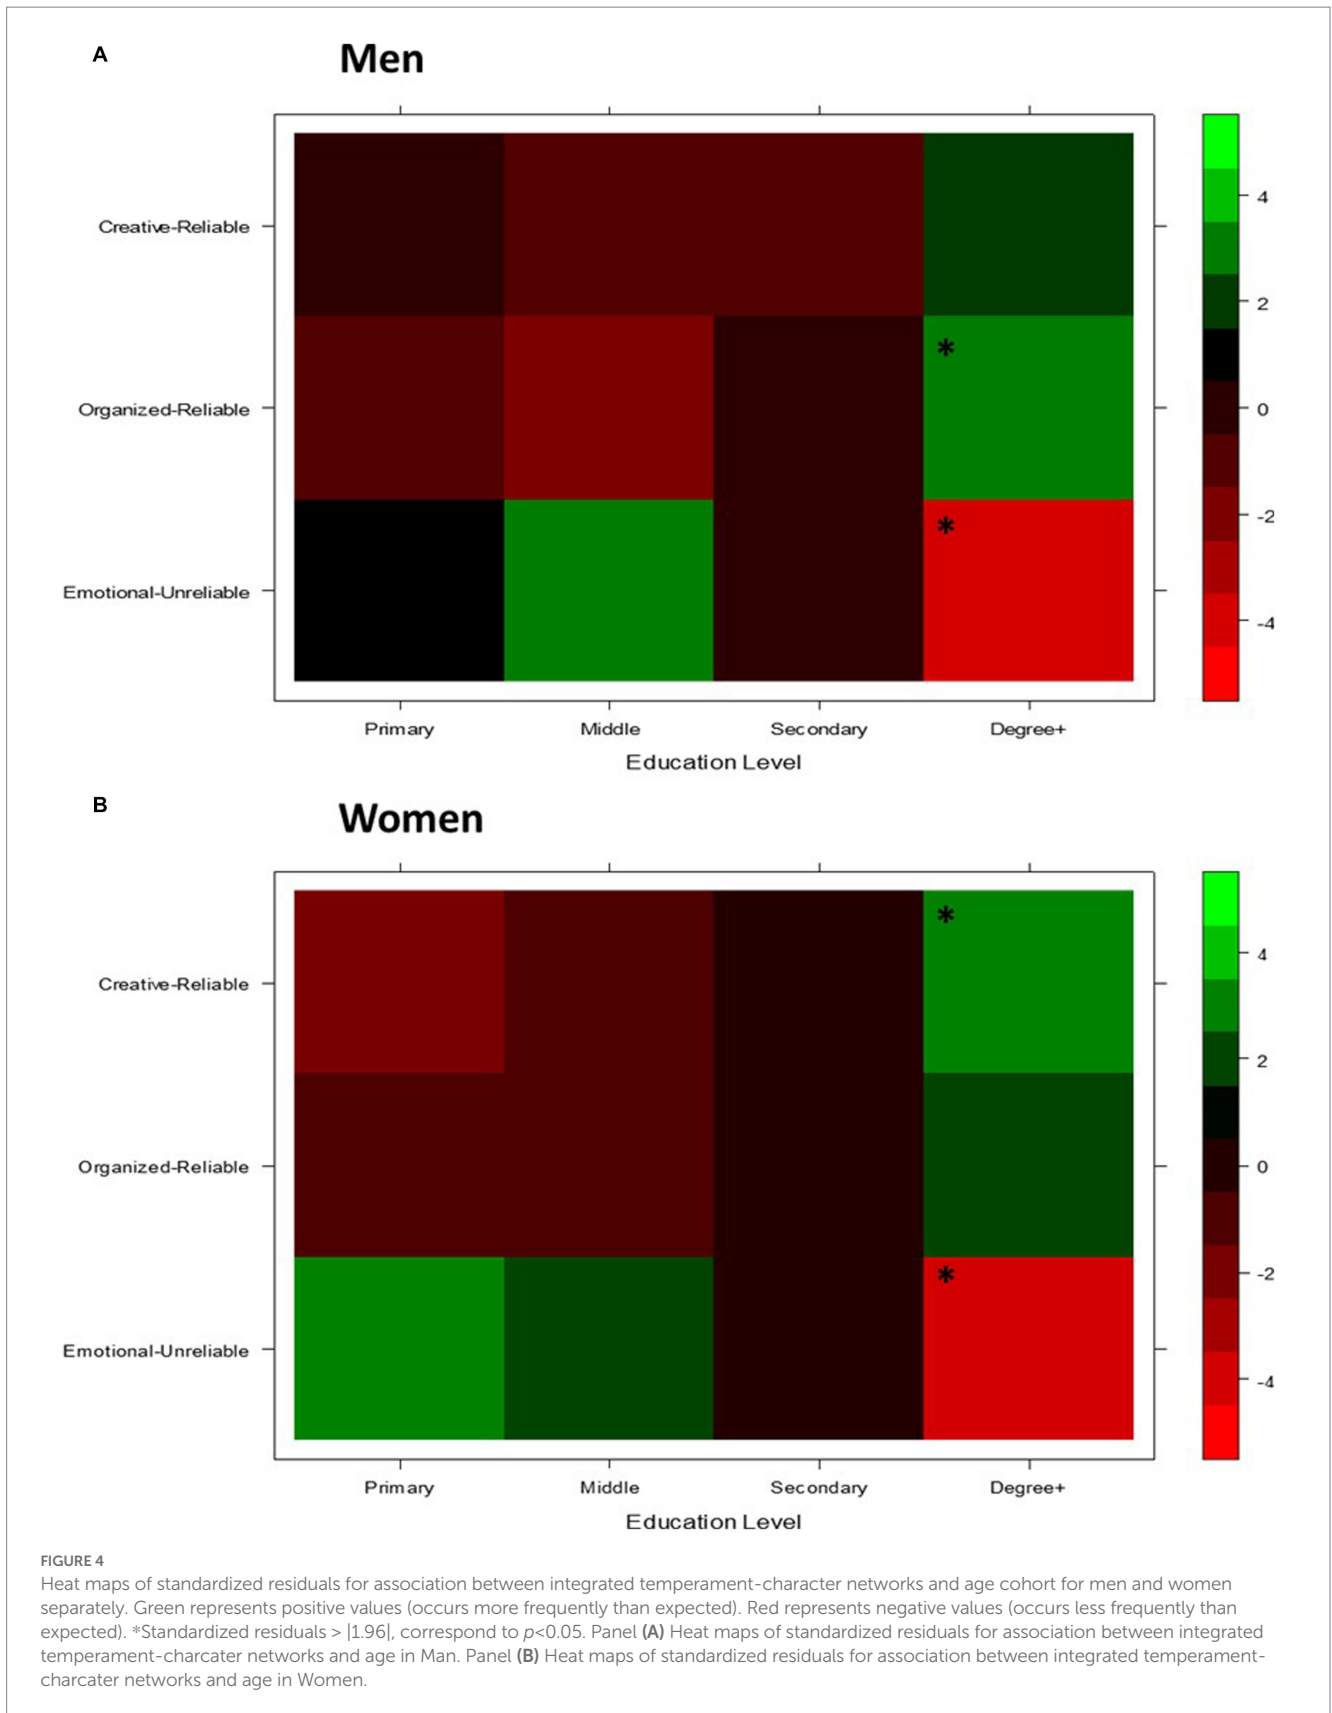 A
Men
Creative-Reliable
Organized-Reliable
*
Emotional-Unreliable
*
4
2
0
-2
-4
Primary Middle Secondary Degree+
Education Level
B
Women
Creative-Reliable
*
Organized-Reliable
Emotional-Unreliable
*
4
2
0
-2
-4
Primary Middle Secondary Degree+
Education Level
FIGURE 4
Heat maps of standardized residuals for association between integrated temperament-character networks and age cohort for men and women
separately. Green represents positive values (occurs more frequently than expected). Red represents negative values (occurs less frequently than
expected). *Standardized residuals > |1.96|, correspond to p<0.05. Panel (A) Heat maps of standardized residuals for association between integrated
temperament-charcater networks and age in Man. Panel (B) Heat maps of standardized residuals for association between integrated temperament-
charcater networks and age in Women.